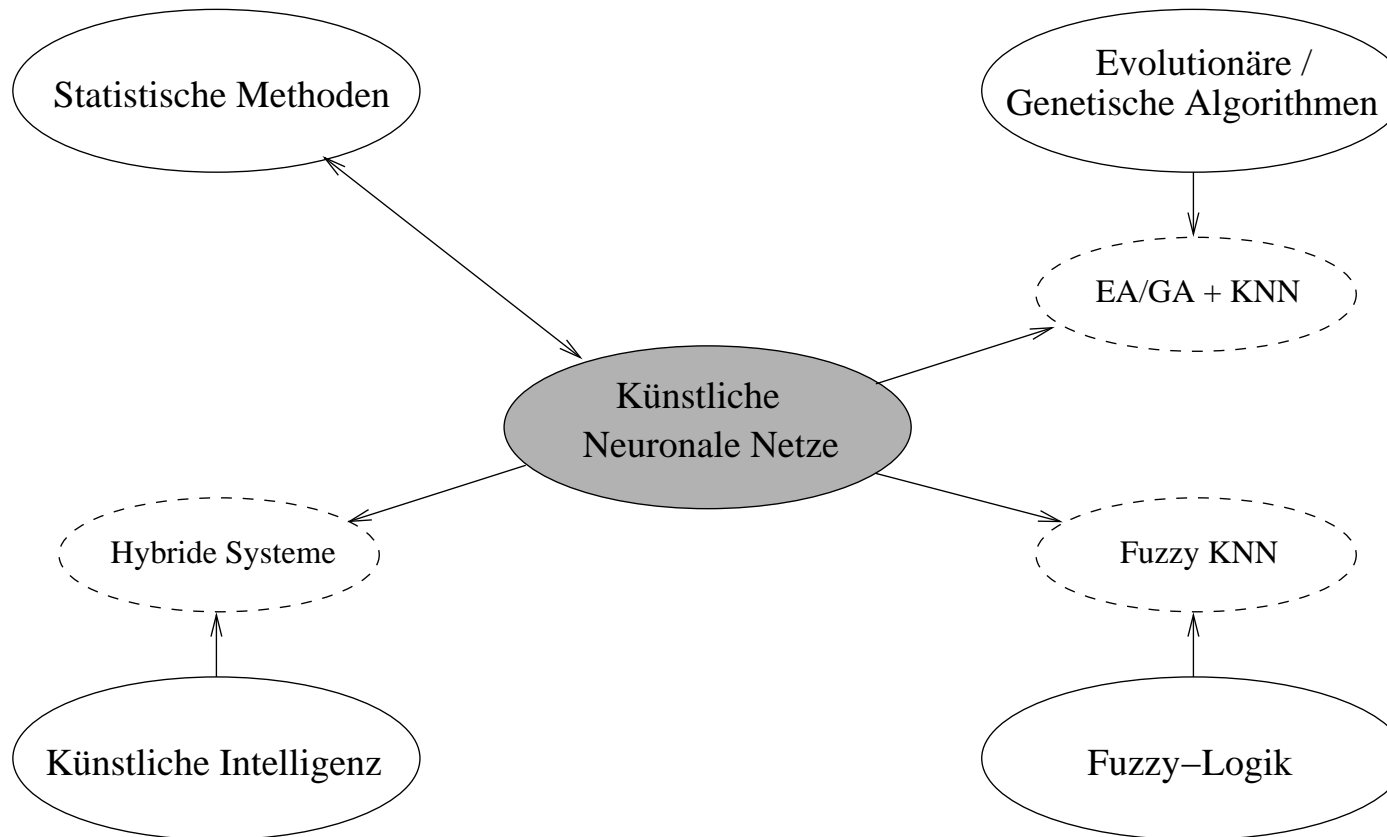 Statistische Methoden
Evolutionäre /
Genetische Algorithmen
EA/GA + KNN
Künstliche
Neuronale Netze
Hybride Systeme
Fuzzy KNN
Künstliche Intelligenz
Fuzzy−Logik